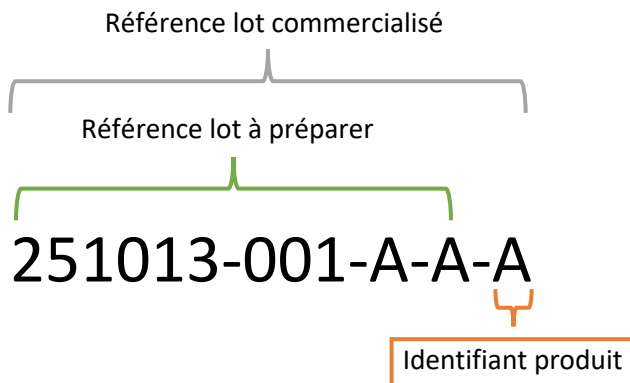 Référence lot commercialisé
Référence lot à préparer
251013-001-A-A-A
Identifiant produit